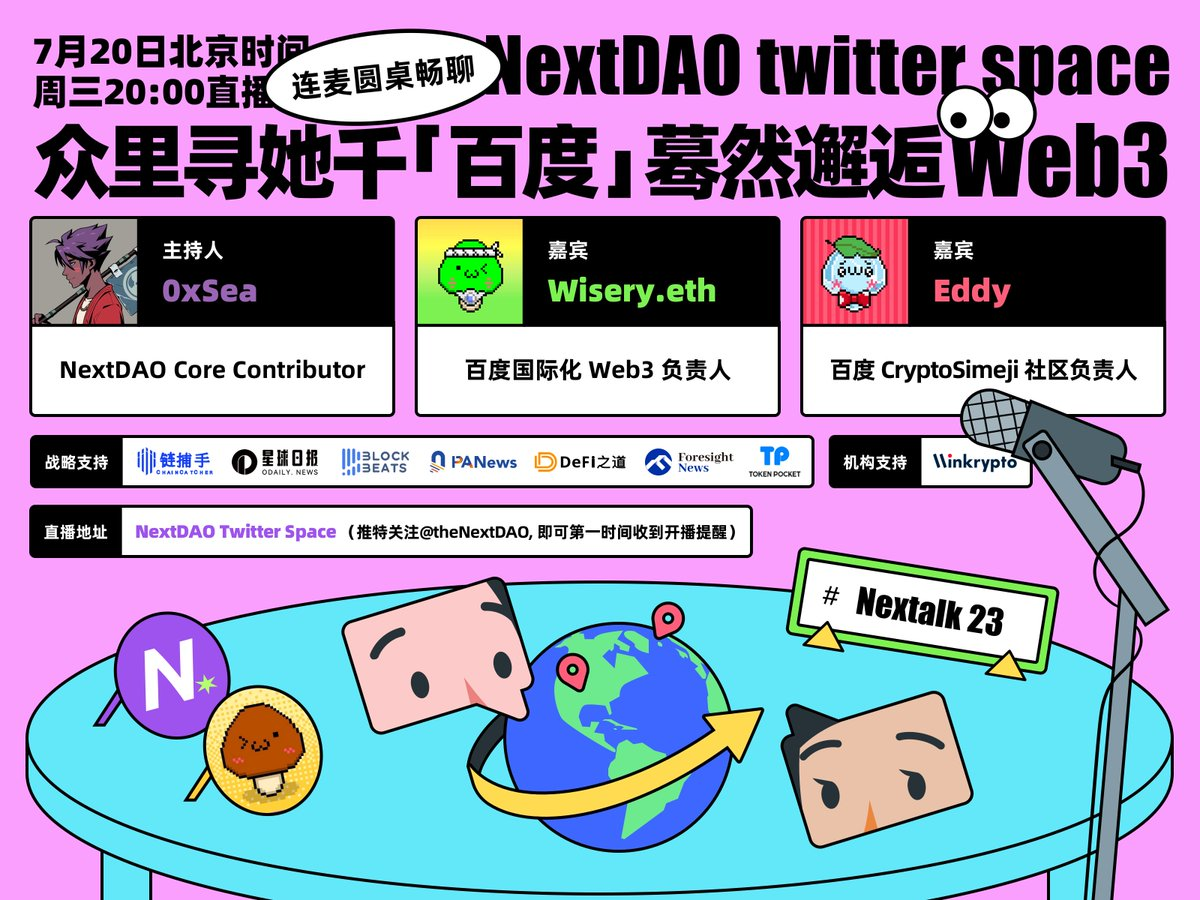 7月20日北京时间
周三20:00直播
连麦圆桌畅聊
NextDAO twitter space
众里寻她千「百度」蓦然邂逅Web3
主持人
0xSea
NextDAO Core Contributor
嘉宾
Wisery.eth
百度国际化 Web3 负责人
嘉宾
Eddy
百度 CryptoSimeji 社区负责人
战略支持
链捕手
CHAINCATCHER
星球日报
ODAILY. NEWS
BLOCK
BEATS
PANews
DeFi之道
Foresight
News
TP
TOKEN POCKET
机构支持
Winkrypto
直播地址
NextDAO Twitter Space （推特关注@theNextDAO, 即可第一时间收到开播提醒）
# Nextalk 23
N